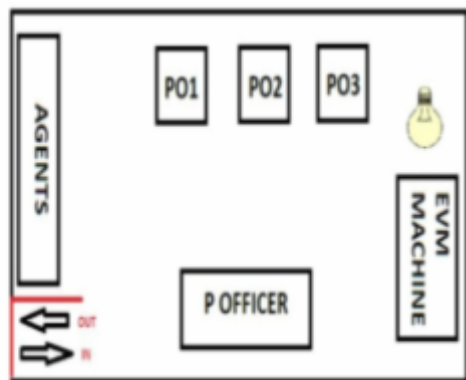 PO1
PO2
PO3
AGENTS
EVM
MACHINE
P OFFICER
OUT
IN